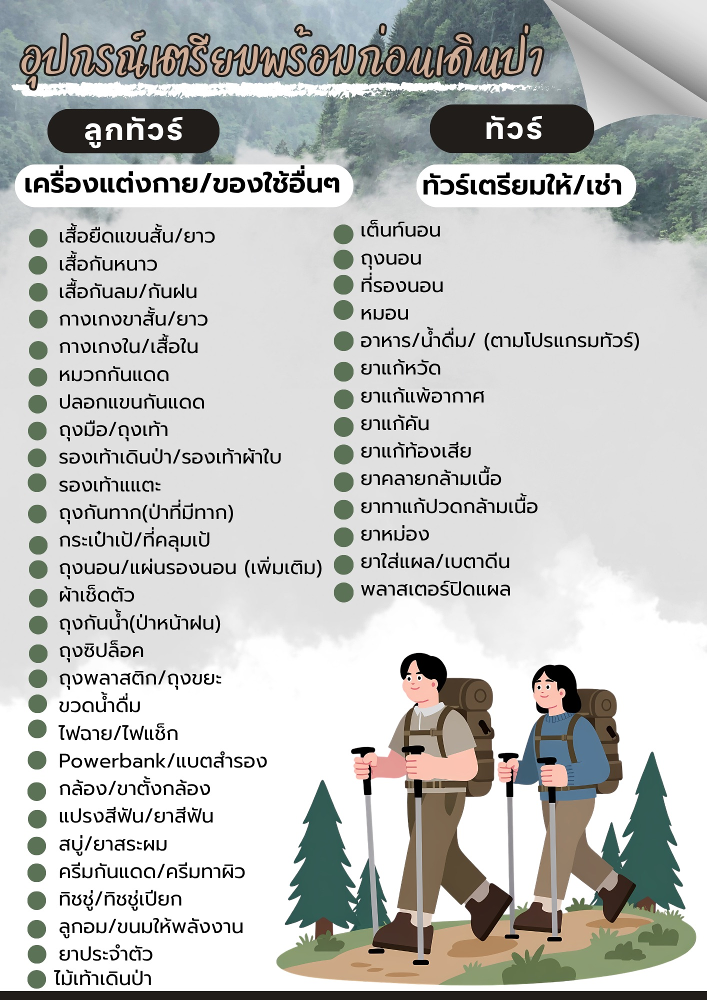 อุปกรณ์เตรียมพร้อมก่อนเดินป่า
ลูกทัวร์
เครื่องแต่งกาย/ของใช้อื่นๆ
เสื้อยืดแขนสั้น/ยาว
เสื้อกันหนาว
เสื้อกันลม/กันฝน
กางเกงขาสั้น/ยาว
กางเกงใน/เสื้อใน
หมวกกันแดด
ปลอกแขนกันแดด
ถุงมือ/ถุงเท้า
รองเท้าเดินป่า/รองเท้าผ้าใบ
รองเท้าแแตะ
ถุงกันทาก(ป่าที่มีทาก)
กระเป๋าเป้/ที่คลุมเป้
ถุงนอน/แผ่นรองนอน (เพิ่มเติม)
ผ้าเช็ดตัว
ถุงกันน้ำ(ป่าหน้าฝน)
ถุงซิปล็อค
ถุงพลาสติก/ถุงขยะ
ขวดน้ำดื่ม
ไฟฉาย/ไฟแช็ก
Powerbank/แบตสำรอง
กล้อง/ขาตั้งกล้อง
แปรงสีฟัน/ยาสีฟัน
สบู่/ยาสระผม
ครีมกันแดด/ครีมทาผิว
ทิชชู่/ทิชชู่เปียก
ลูกอม/ขนมให้พลังงาน
ยาประจำตัว
ไม้เท้าเดินป่า
ทัวร์
ทัวร์เตรียมให้/เช่า
เต็นท์นอน
ถุงนอน
ที่รองนอน
หมอน
อาหาร/น้ำดื่ม/ (ตามโปรแกรมทัวร์)
ยาแก้หวัด
ยาแก้แพ้อากาศ
ยาแก้คัน
ยาแก้ท้องเสีย
ยาคลายกล้ามเนื้อ
ยาทาแก้ปวดกล้ามเนื้อ
ยาหม่อง
ยาใส่แผล/เบตาดีน
พลาสเตอร์ปิดแผล